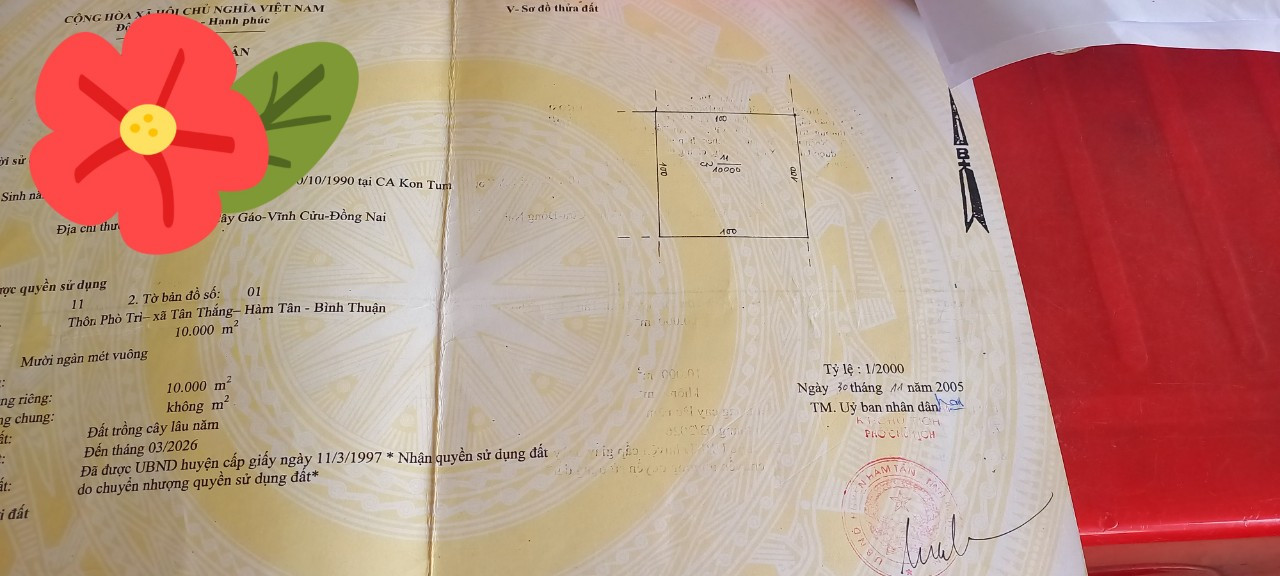 CỘNG HÒA XÃ HỘI CHỦ NGHĨA VIỆT NAM
Hạnh phúc
0/10/1990 tại CA Kon Tum
Sinh
Địa chỉ
Gáo-Vĩnh Cửu-Đồng Nai
quyền sử dụng
11 2. Tờ bản đồ số: 01
Thôn Phò Trì– xã Tân Thắng– Hàm Tân - Bình Thuận
10.000 m²
Mười ngàn mét vuông
riêng: 10.000 m²
chung: không m²
Đất trồng cây lâu năm
Đến tháng 03/2026
Đã được UBND huyện cấp giấy ngày 11/3/1997 * Nhận quyền sử dụng đất
do chuyển nhượng quyền sử dụng đất*
đất
V- Sơ đồ thửa đất
100
100
CN 11/10000
100
100
B
Tỷ lệ : 1/2000
Ngày 30 tháng 11 năm 2005
TM. Uỷ ban nhân dân
PHÓ CHỦ TỊCH